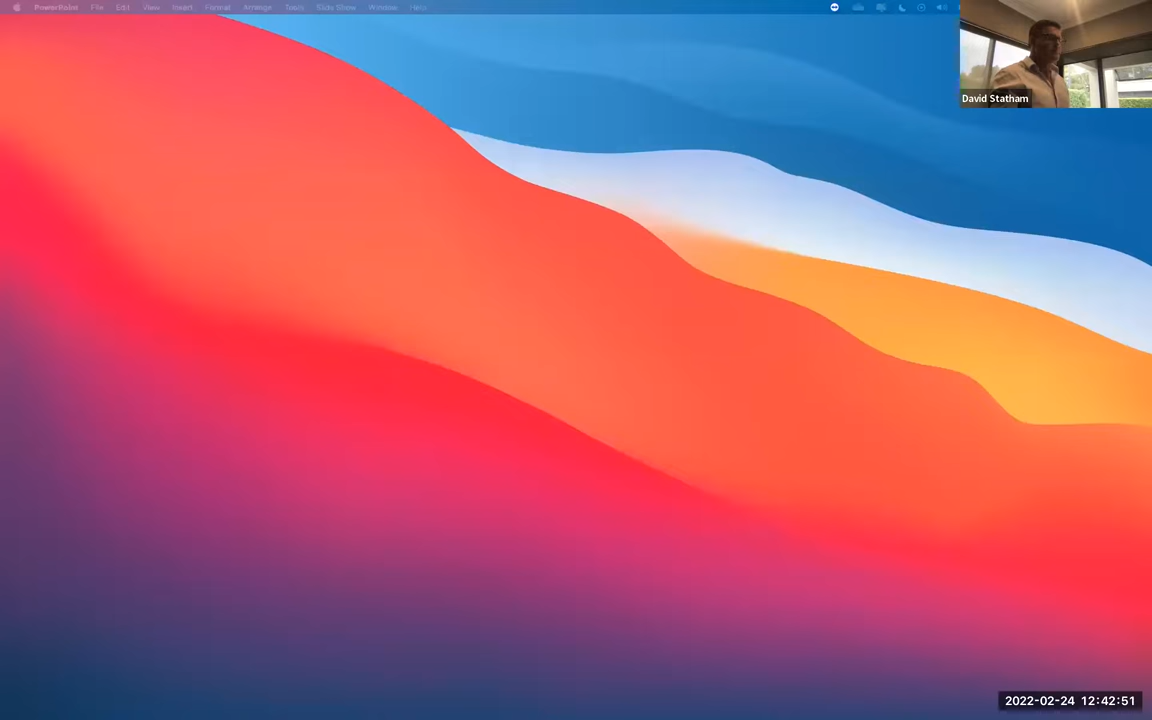 PowerPoint File Edit View Insert Format Arrange Tools Slide Show Window Help
David Statham
2022-02-24 12:42:51